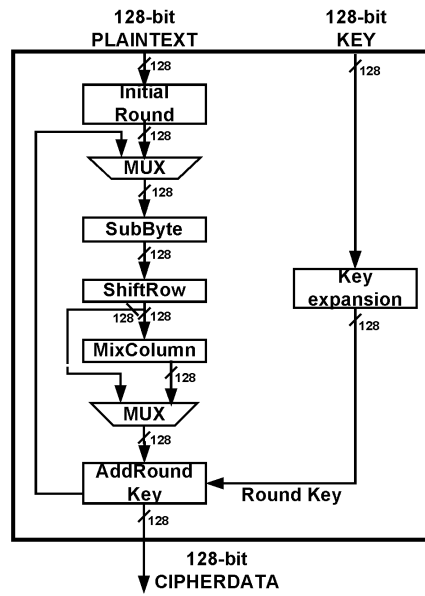 128-bit
PLAINTEXT
128-bit
KEY
128
128
Initial
Round
128
MUX
128
SubByte
128
ShiftRow
128
128
MixColumn
128
MUX
128
AddRound
Key
128
Key
expansion
128
Round Key
128-bit
CIPHERDATA